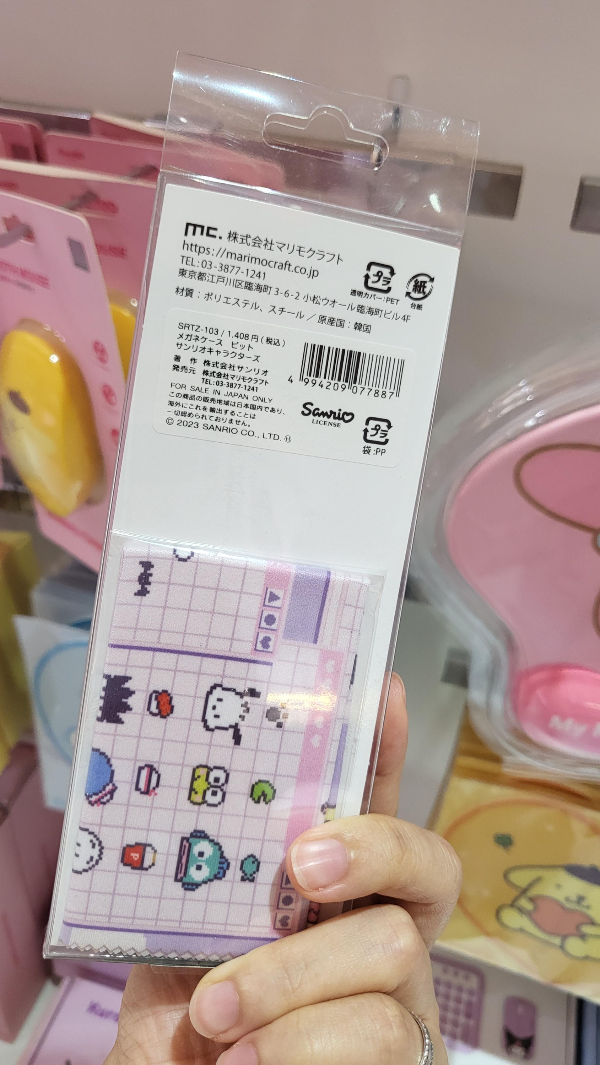 mc. 株式会社マリモクラフト
https://marimocraft.co.jp
TEL:03-3877-1241
東京都江戸川区臨海町3-6-2 小松ウオール臨海町ビル4F
材質：ポリエステル、スチール／原産国：韓国
プラ
透明カバー:PET
紙
台紙
SRTZ-103 / 1,408円(税込)
メガネケース ビット
サンリオキャラクターズ
著 作 株式会社サンリオ
発売元 株式会社マリモクラフト
TEL:03-3877-1241
FOR SALE IN JAPAN ONLY
この商品の販売地域は日本国内であり、
海外にこれを輸出することは
一切認められておりません。
© 2023 SANRIO CO., LTD. Ⓗ
4 994209 077887
Sanrio
LICENSE
プラ
袋:PP
P
My